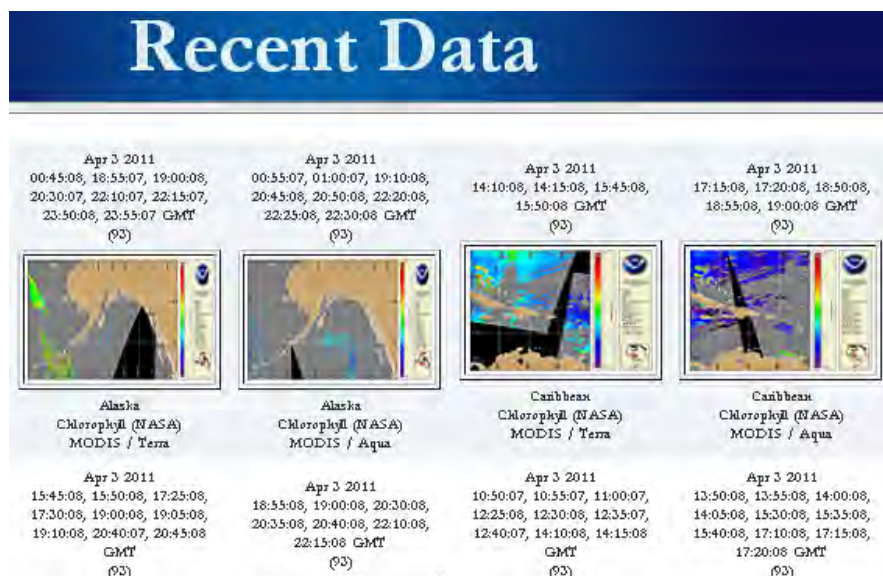 Recent Data
Apr 3 2011
00:45:08, 18:55:07, 19:00:08,
20:30:07, 22:10:07, 22:15:07,
23:50:08, 23:55:07 GMT
(93)
Alaska
Chlorophyll (NASA)
MODIS / Terra
Apr 3 2011
00:55:07, 01:00:07, 19:10:08,
20:45:08, 20:50:08, 22:20:08,
22:25:08, 22:30:08 GMT
(93)
Alaska
Chlorophyll (NASA)
MODIS / Aqua
Apr 3 2011
14:10:08, 14:15:08, 15:45:08,
15:50:08 GMT
(93)
Caribbean
Chlorophyll (NASA)
MODIS / Terra
Apr 3 2011
17:15:08, 17:20:08, 18:50:08,
18:55:08, 19:00:08 GMT
(93)
Caribbean
Chlorophyll (NASA)
MODIS / Aqua
Apr 3 2011
15:45:08, 15:50:08, 17:25:08,
17:30:08, 19:00:08, 19:05:08,
19:10:08, 20:40:07, 20:45:08
GMT
(93)
Apr 3 2011
18:55:08, 19:00:08, 20:30:08,
20:35:08, 20:40:08, 22:10:08,
22:15:08 GMT
(93)
Apr 3 2011
10:50:07, 10:55:07, 11:00:07,
12:25:08, 12:30:08, 12:35:07,
12:40:07, 14:10:08, 14:15:08
GMT
(93)
Apr 3 2011
13:50:08, 13:55:08, 14:00:08,
14:05:08, 15:30:08, 15:35:08,
15:40:08, 17:10:08, 17:15:08,
17:20:08 GMT
(93)